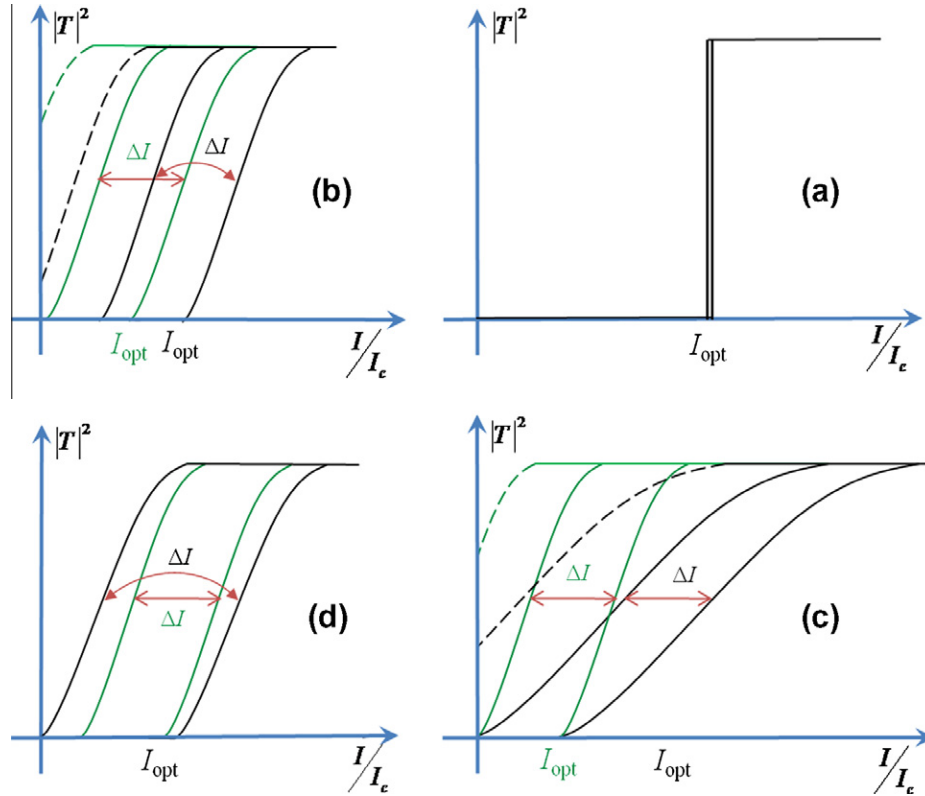 |T|²
ΔI
ΔI
(b)
I_opt
I_opt
I/I_c
|T|²
(a)
I_opt
I/I_c
|T|²
ΔI
ΔI
(d)
I_opt
I/I_c
|T|²
ΔI
ΔI
(c)
I_opt
I_opt
I/I_c